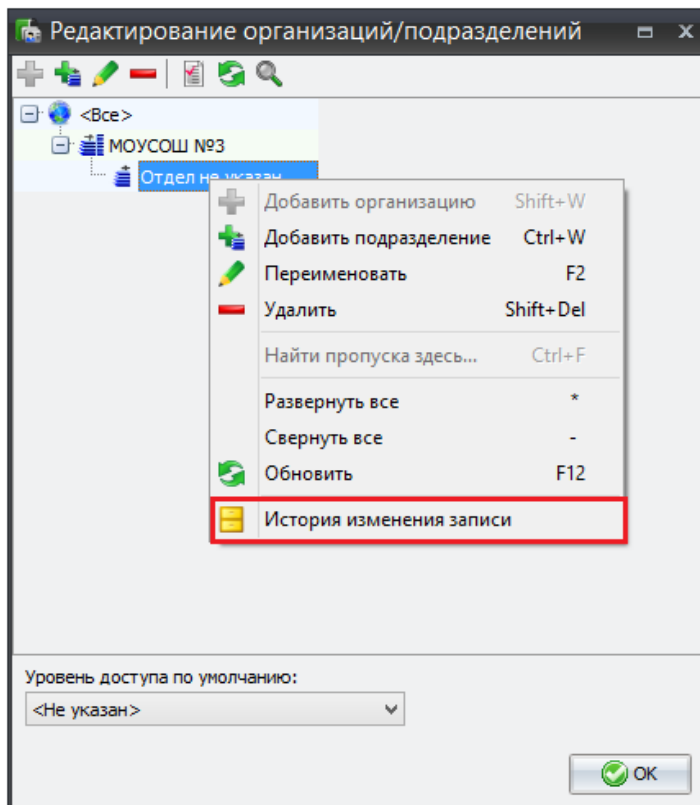 Редактирование организаций/подразделений
<Все>
МОУСОШ №3
Отдел не указан
Добавить организацию Shift+W
Добавить подразделение Ctrl+W
Переименовать F2
Удалить Shift+Del
Найти пропуска здесь... Ctrl+F
Развернуть все *
Свернуть все -
Обновить F12
История изменения записи
Уровень доступа по умолчанию:
<Не указан>
ОК